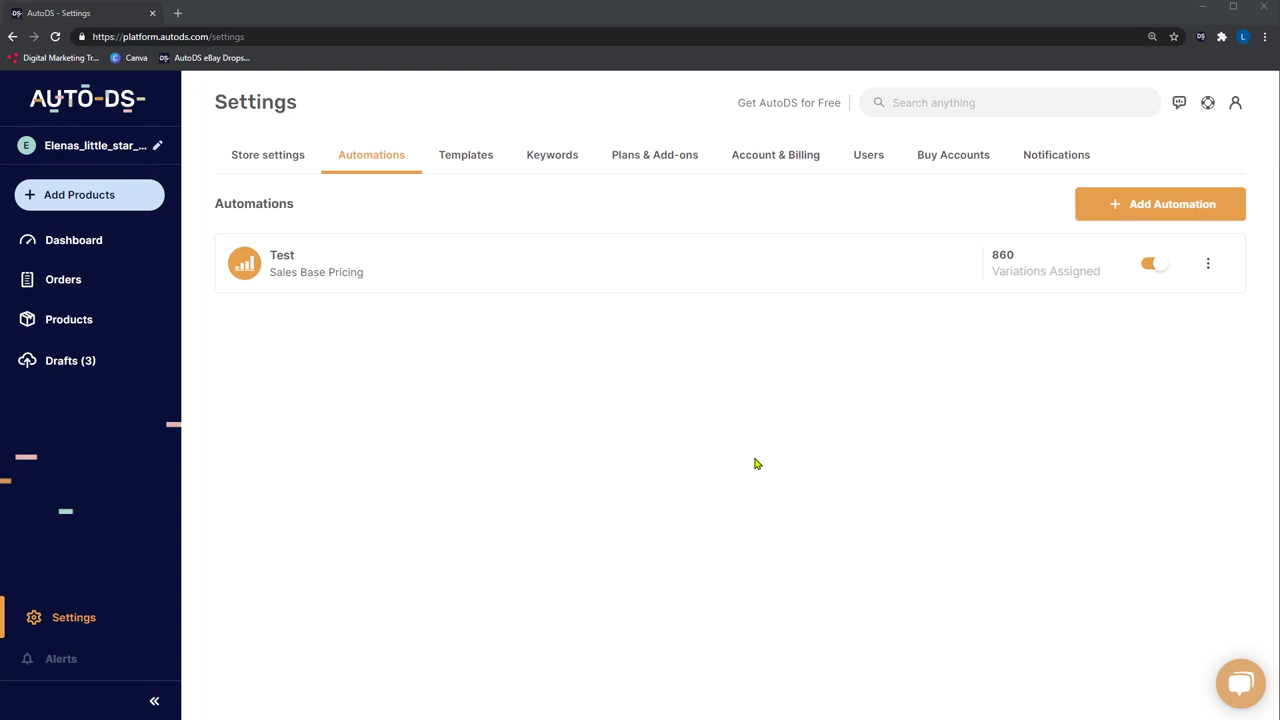 AutoDS - Settings
https://platform.autods.com/settings
L
Digital Marketing Tr...
Canva
AutoDS eBay Drops...
AUTO-DS-
Settings
Get AutoDS for Free
Search anything
E
Elenas_little_star_...
Store settings
Automations
Templates
Keywords
Plans & Add-ons
Account & Billing
Users
Buy Accounts
Notifications
+ Add Products
Automations
+ Add Automation
Dashboard
Test
Sales Base Pricing
860
Variations Assigned
Orders
Products
Drafts (3)
Settings
Alerts